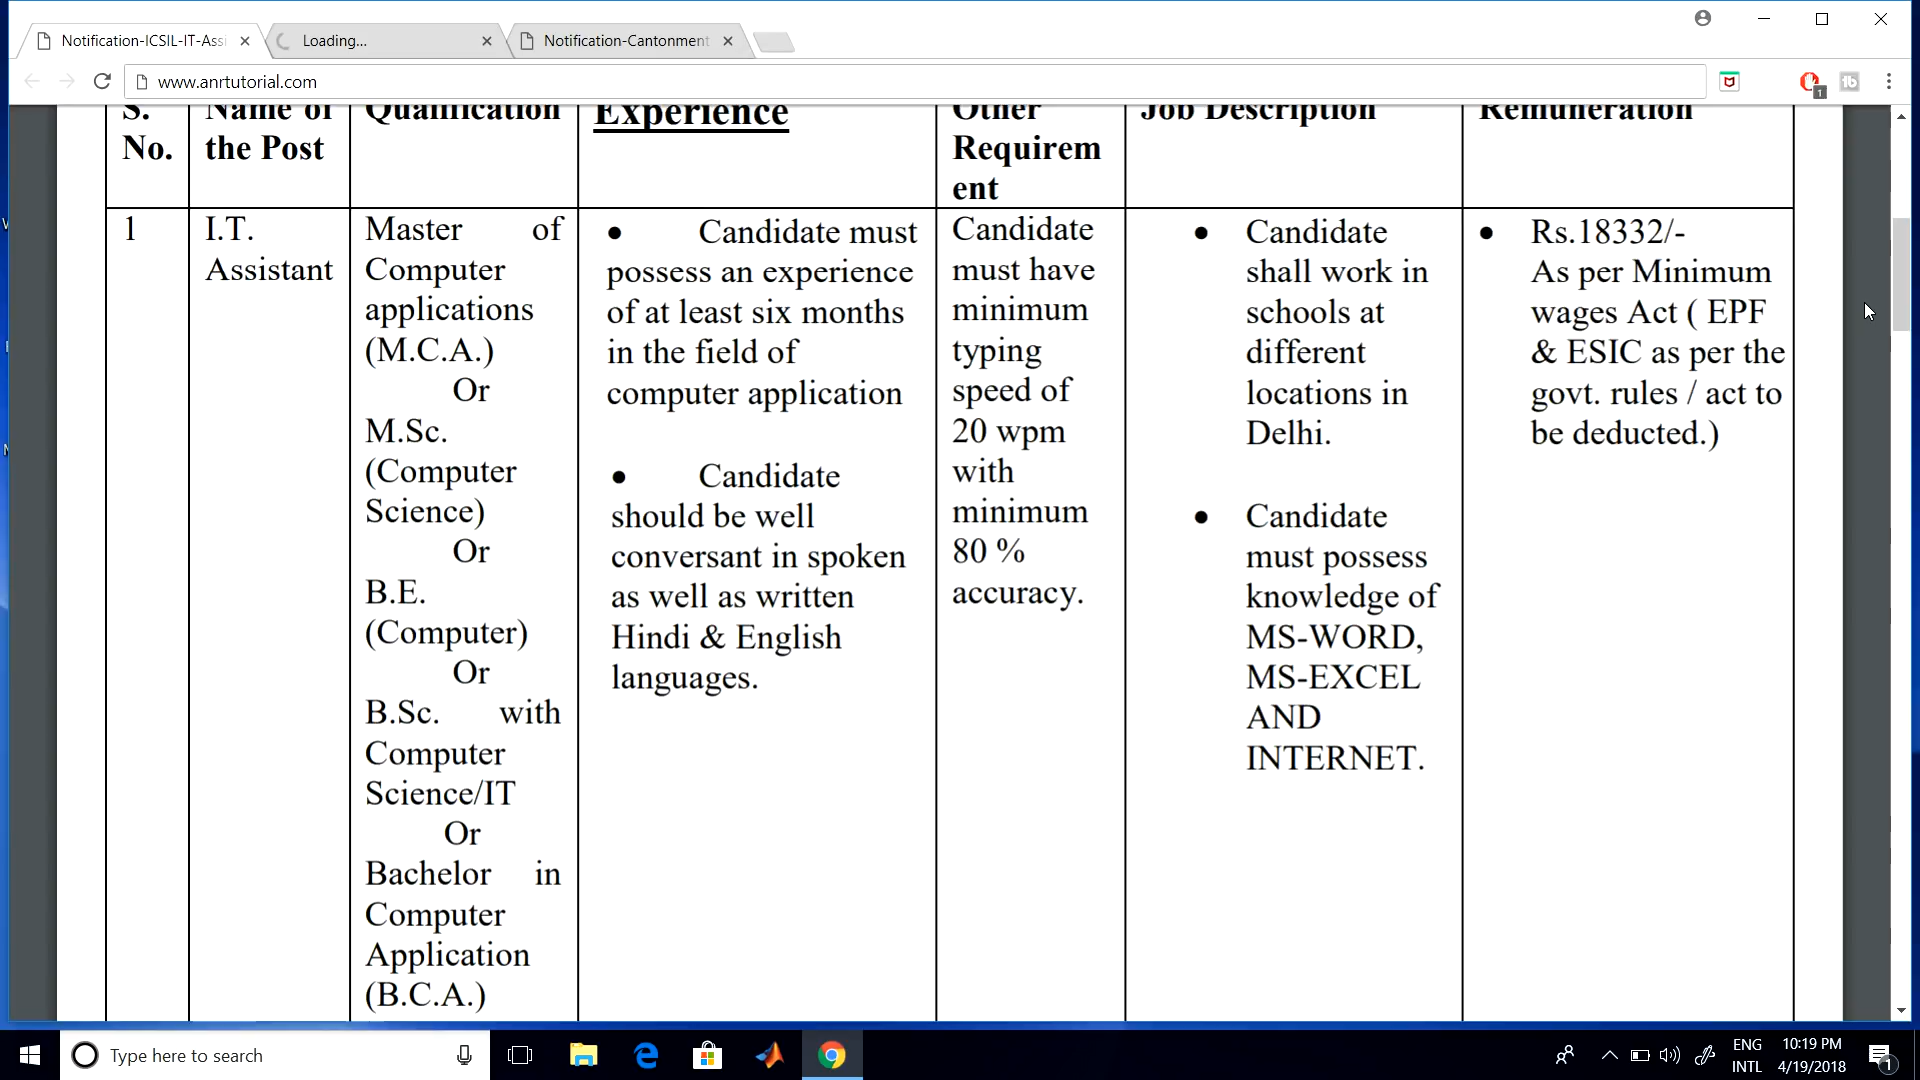 Notification-ICSIL-IT-Assi
Loading...
Notification-Cantonment
www.anrtutorial.com
S.
No.
Name of
the Post
Qualification
Experience
Other
Requirem
ent
Job Description
Remuneration
1
I.T.
Assistant
Master of
Computer
applications
(M.C.A.)
Or
M.Sc.
(Computer
Science)
Or
B.E.
(Computer)
Or
B.Sc. with
Computer
Science/IT
Or
Bachelor in
Computer
Application
(B.C.A.)
• Candidate must
possess an experience
of at least six months
in the field of
computer application
• Candidate
should be well
conversant in spoken
as well as written
Hindi & English
languages.
Candidate
must have
minimum
typing
speed of
20 wpm
with
minimum
80 %
accuracy.
• Candidate
shall work in
schools at
different
locations in
Delhi.
• Candidate
must possess
knowledge of
MS-WORD,
MS-EXCEL
AND
INTERNET.
• Rs.18332/-
As per Minimum
wages Act ( EPF
& ESIC as per the
govt. rules / act to
be deducted.)
Type here to search
ENG
INTL
10:19 PM
4/19/2018
1
1